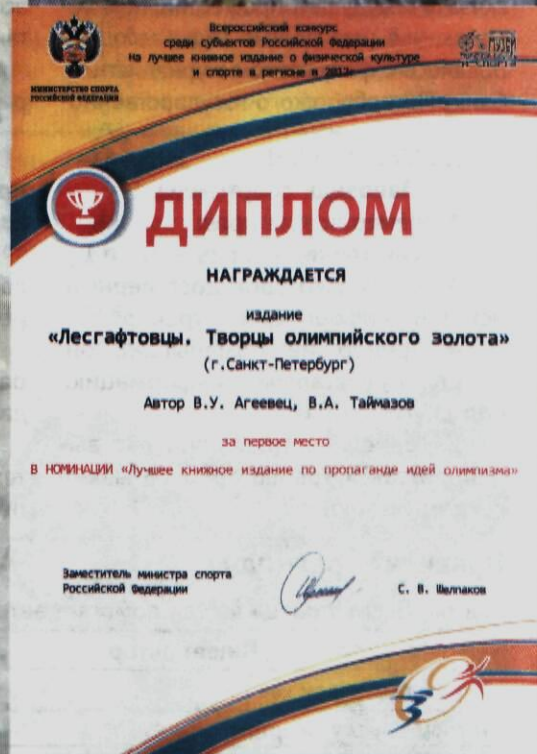 Всероссийский конкурс
среди субъектов Российской Федерации
на лучшее книжное издание о физической культуре
и спорте в регионе в 2012г
МИНИСТЕРСТВО СПОРТА
РОССИЙСКОЙ ФЕДЕРАЦИИ
МУЗЕЙ
ДИПЛОМ
НАГРАЖДАЕТСЯ
издание
«Лесгафтовцы. Творцы олимпийского золота»
(г.Санкт-Петербург)
Автор В.У. Агеевец, В.А. Таймазов
за первое место
В НОМИНАЦИИ «Лучшее книжное издание по пропаганде идей олимпизма»
Заместитель министра спорта
Российской Федерации
С. В. Шелпаков